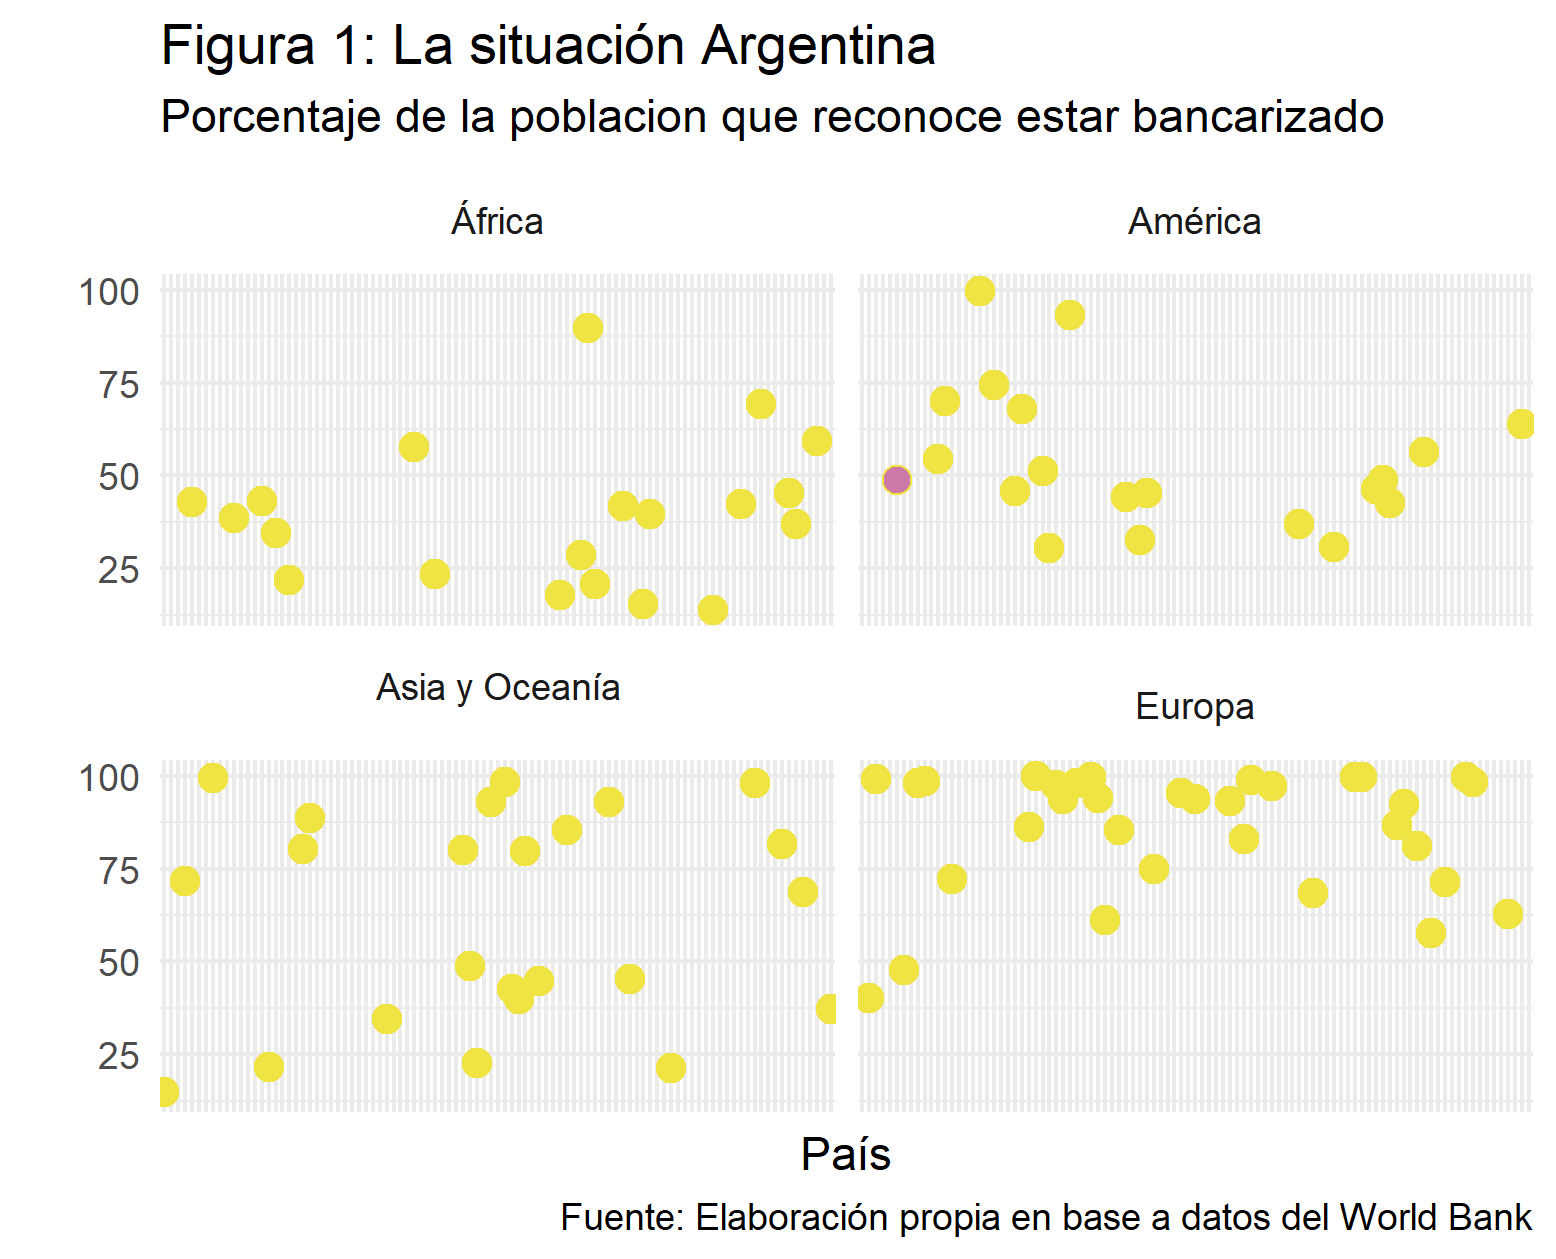 Figura 1: La situación Argentina
Porcentaje de la poblacion que reconoce estar bancarizado
África
América
100
75
50
25
Asia y Oceanía
Europa
100
75
50
25
País
Fuente: Elaboración propia en base a datos del World Bank